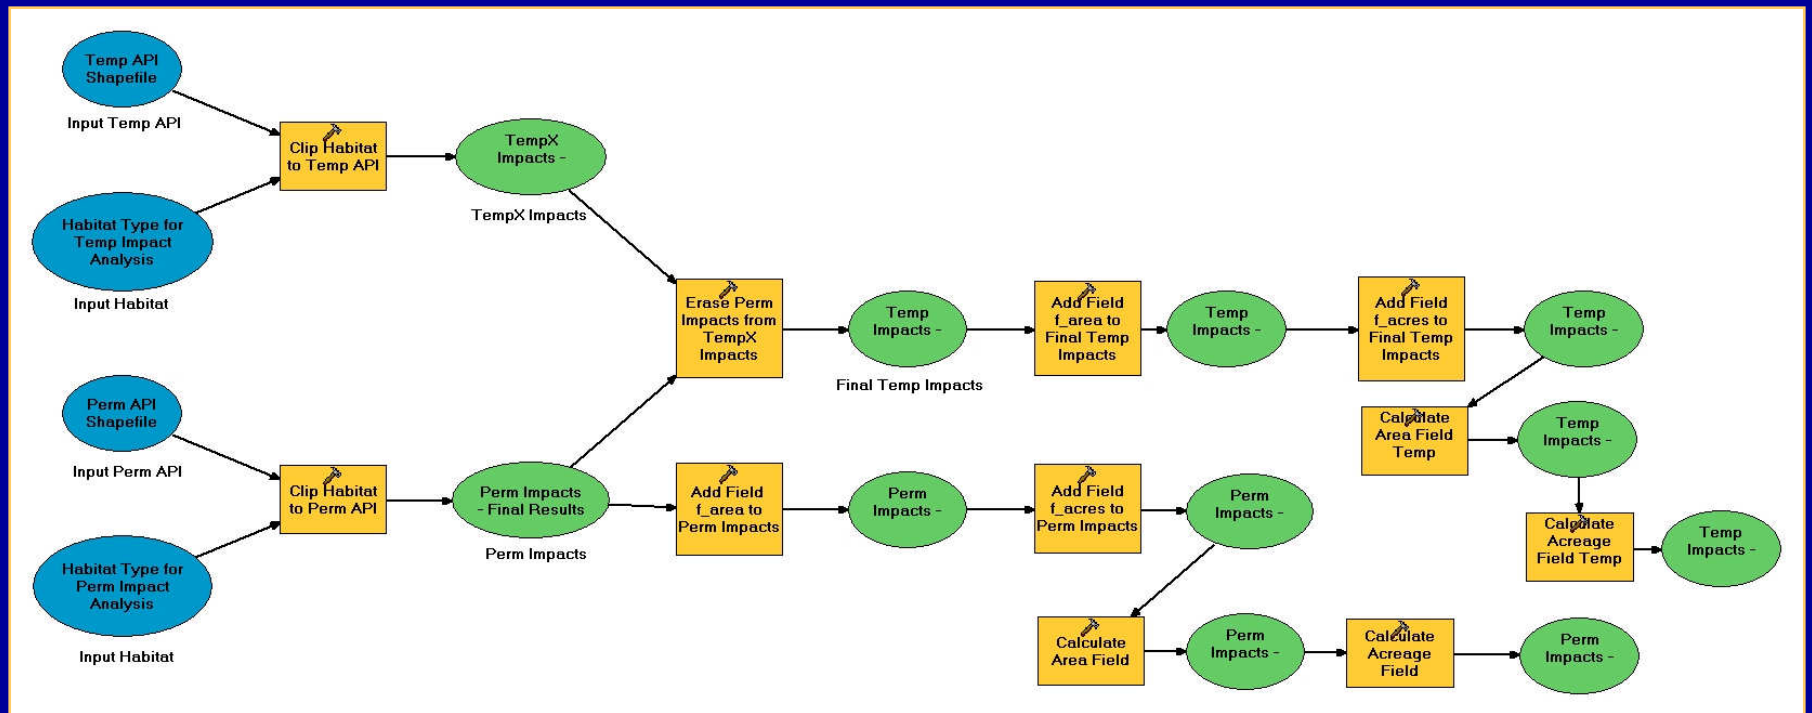 Temp API
Shapefile
Input Temp API
Clip Habitat
to Temp API
TempX
Impacts -
TempX Impacts
Habitat Type for
Temp Impact
Analysis
Input Habitat
Erase Perm
Impacts from
TempX
Impacts
Temp
Impacts -
Final Temp Impacts
Add Field
f_area to
Final Temp
Impacts
Temp
Impacts -
Add Field
f_acres to
Final Temp
Impacts
Temp
Impacts -
Calculate
Area Field
Temp
Temp
Impacts -
Calculate
Acreage
Field Temp
Temp
Impacts -
Perm API
Shapefile
Input Perm API
Clip Habitat
to Perm API
Perm Impacts
- Final Results
Perm Impacts
Habitat Type for
Perm Impact
Analysis
Input Habitat
Add Field
f_area to
Perm Impacts
Perm
Impacts -
Add Field
f_acres to
Perm Impacts
Perm
Impacts -
Calculate
Area Field
Perm
Impacts -
Calculate
Acreage
Field
Perm
Impacts -